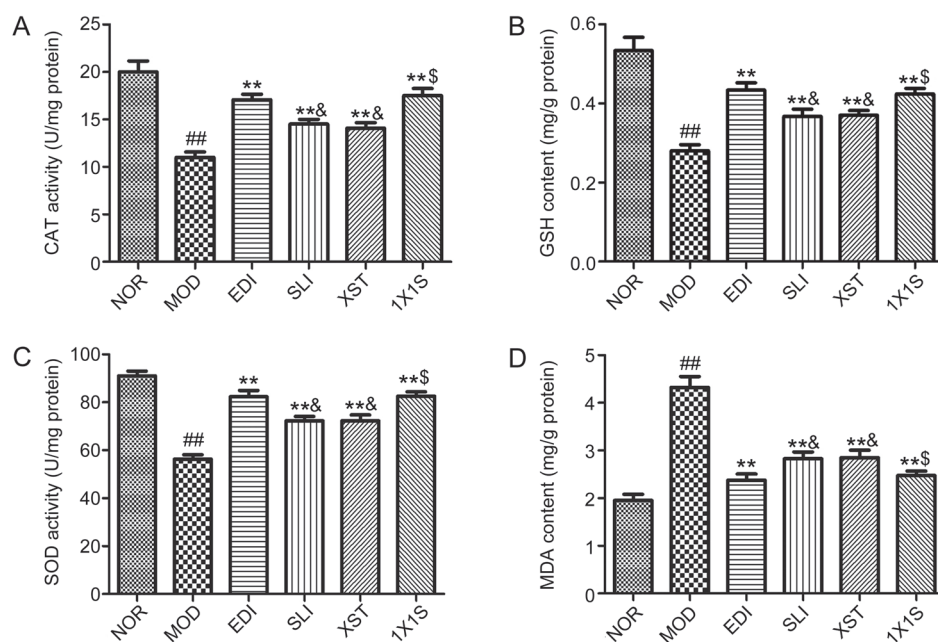 A
CAT activity (U/mg protein)
25
20
15
10
5
0
##
**
**&
**&
**$
NOR
MOD
EDI
SLI
XST
1X1S
B
GSH content (mg/g protein)
0.6
0.4
0.2
0.0
##
**
**&
**&
**$
NOR
MOD
EDI
SLI
XST
1X1S
C
SOD activity (U/mg protein)
100
80
60
40
20
0
##
**
**&
**&
**$
NOR
MOD
EDI
SLI
XST
1X1S
D
MDA content (mg/g protein)
5
4
3
2
1
0
##
**
**&
**&
**$
NOR
MOD
EDI
SLI
XST
1X1S